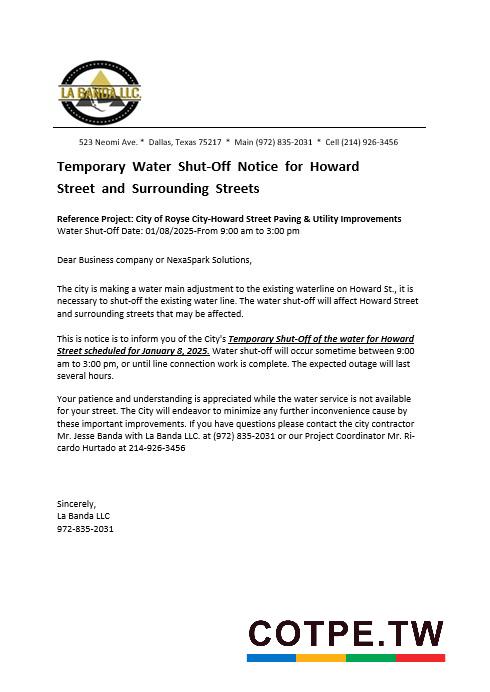 LA BANDA LLC.
523 Neomi Ave. * Dallas, Texas 75217 * Main (972) 835-2031 * Cell (214) 926-3456
Temporary Water Shut-Off Notice for Howard
Street and Surrounding Streets
Reference Project: City of Royse City-Howard Street Paving & Utility Improvements
Water Shut-Off Date: 01/08/2025-From 9:00 am to 3:00 pm
Dear Business company or NexaSpark Solutions,
The city is making a water main adjustment to the existing waterline on Howard St., it is
necessary to shut-off the existing water line. The water shut-off will affect Howard Street
and surrounding streets that may be affected.
This is notice is to inform you of the City's Temporary Shut-Off of the water for Howard
Street scheduled for January 8, 2025. Water shut-off will occur sometime between 9:00
am to 3:00 pm, or until line connection work is complete. The expected outage will last
several hours.
Your patience and understanding is appreciated while the water service is not available
for your street. The City will endeavor to minimize any further inconvenience cause by
these important improvements. If you have questions please contact the city contractor
Mr. Jesse Banda with La Banda LLC. at (972) 835-2031 or our Project Coordinator Mr. Ri-
cardo Hurtado at 214-926-3456
Sincerely,
La Banda LLC
972-835-2031
COTPE.TW